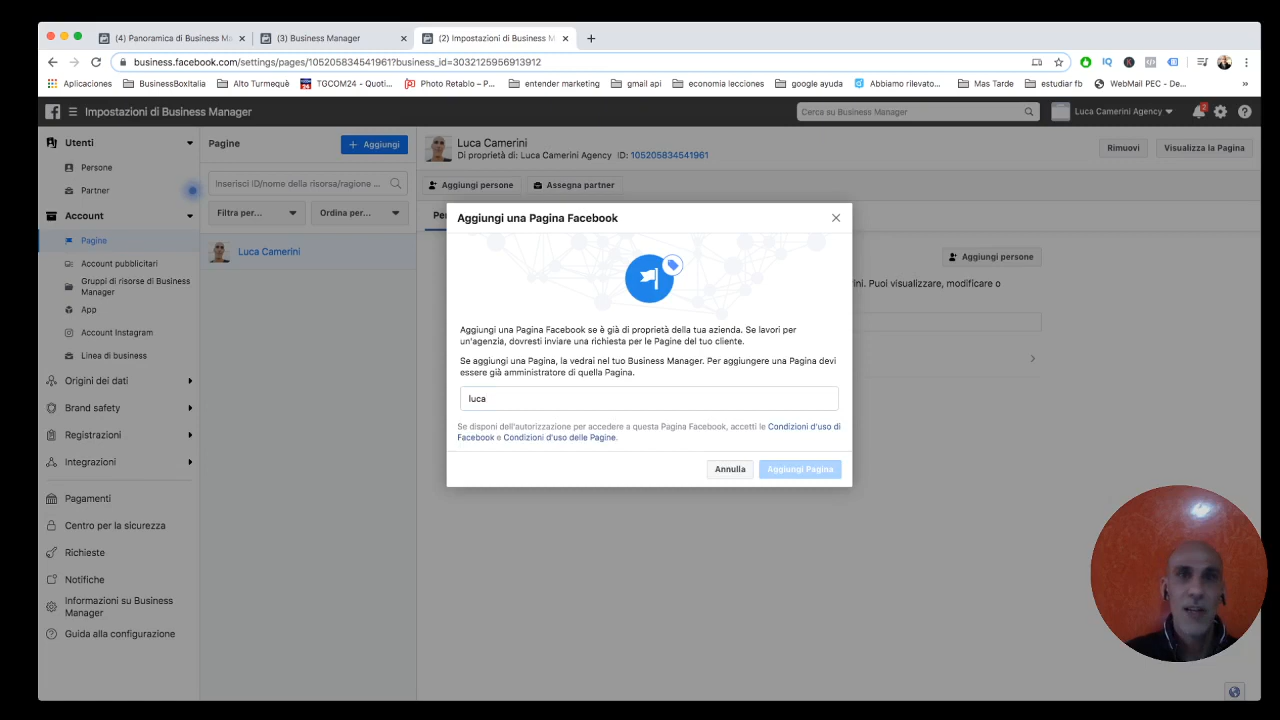 (4) Panoramica di Business Ma
(3) Business Manager
(2) Impostazioni di Business M
business.facebook.com/settings/pages/105205834541961?business_id=3032125956913912
Aplicaciones
BusinessBoxItalia
Alto Turmequè
TGCOM24 - Quoti...
Photo Retablo – P...
entender marketing
gmail api
economia lecciones
google ayuda
Abbiamo rilevato...
Mas Tarde
estudiar fb
WebMail PEC - De...
Impostazioni di Business Manager
Cerca su Business Manager
Luca Camerini Agency
2
Utenti
Persone
Partner
Account
Pagine
Account pubblicitari
Gruppi di risorse di Business
Manager
App
Account Instagram
Linea di business
Origini dei dati
Brand safety
Registrazioni
Integrazioni
Pagamenti
Centro per la sicurezza
Richieste
Notifiche
Informazioni su Business
Manager
Guida alla configurazione
Pagine
+ Aggiungi
Inserisci ID/nome della risorsa/ragione ...
Filtra per...
Ordina per...
Luca Camerini
Luca Camerini
Di proprietà di: Luca Camerini Agency ID: 105205834541961
Rimuovi
Visualizza la Pagina
Aggiungi persone
Assegna partner
Pe
Aggiungi persone
ini. Puoi visualizzare, modificare o
Aggiungi una Pagina Facebook
Aggiungi una Pagina Facebook se è già di proprietà della tua azienda. Se lavori per
un'agenzia, dovresti inviare una richiesta per le Pagine del tuo cliente.
Se aggiungi una Pagina, la vedrai nel tuo Business Manager. Per aggiungere una Pagina devi
essere già amministratore di quella Pagina.
luca
Se disponi dell'autorizzazione per accedere a questa Pagina Facebook, accetti le Condizioni d'uso di
Facebook e Condizioni d'uso delle Pagine.
Annulla
Aggiungi Pagina